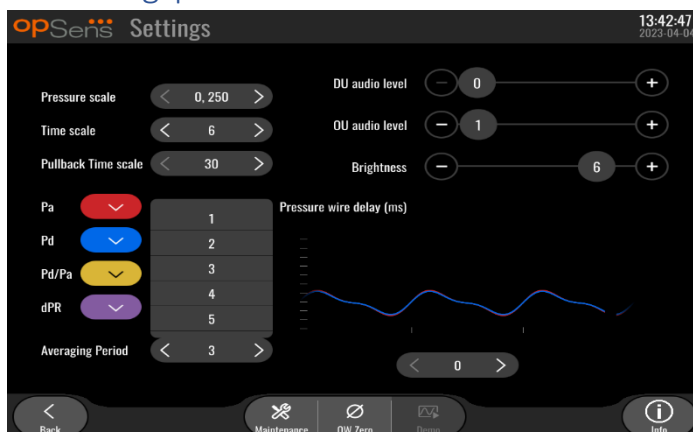 opSens Settings
13:42:47
2023-04-04
Pressure scale 0, 250
Time scale 6
Pullback Time scale 30
DU audio level 0
OU audio level 1
Brightness 6
Pa
Pd
Pd/Pa
dPR
1
2
3
4
5
Averaging Period 3
Pressure wire delay (ms)
0
Back
Maintenance
OW Zero
Demo
Info